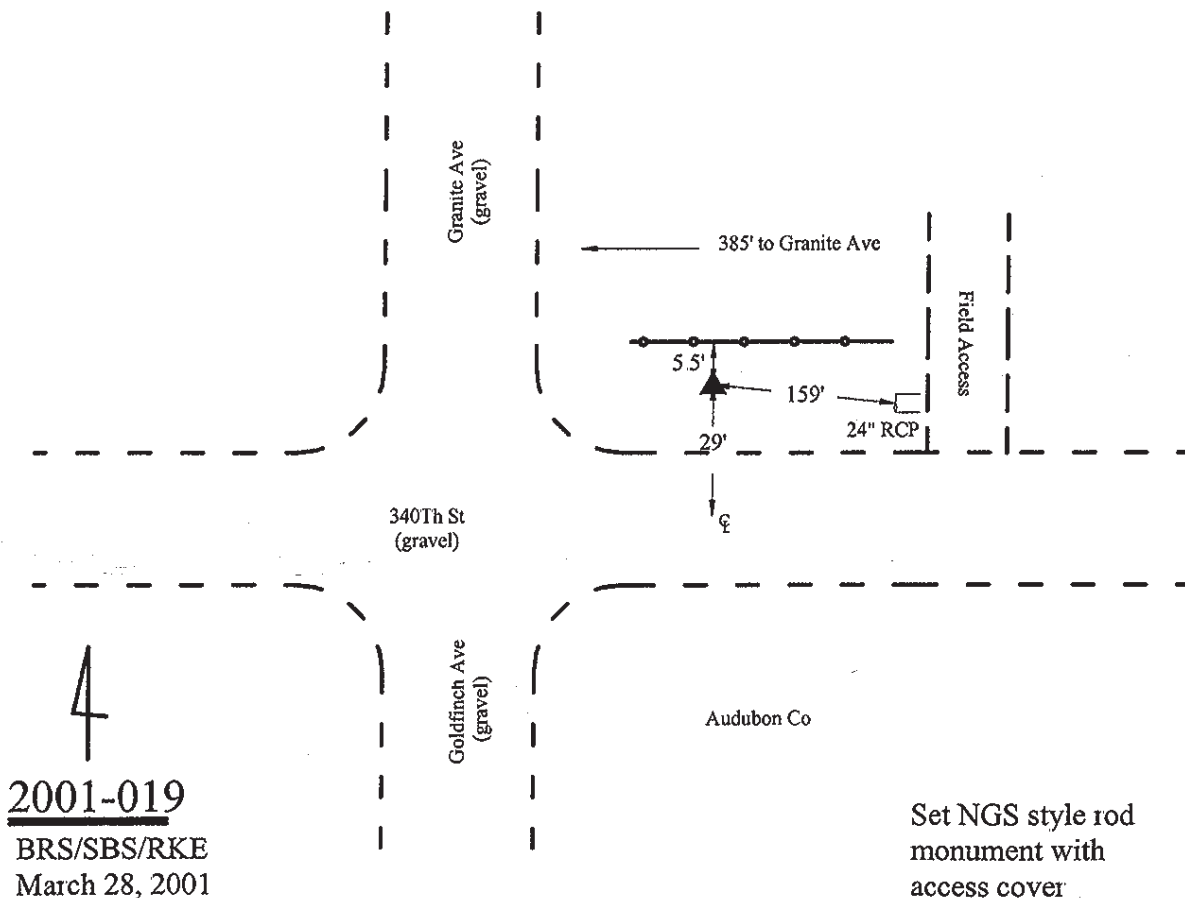 Granite Ave
(gravel)
385' to Granite Ave
Field Access
5.5'
159'
24" RCP
29'
℄
340Th St
(gravel)
Goldfinch Ave
(gravel)
Audubon Co
2001-019
BRS/SBS/RKE
March 28, 2001
Set NGS style rod
monument with
access cover